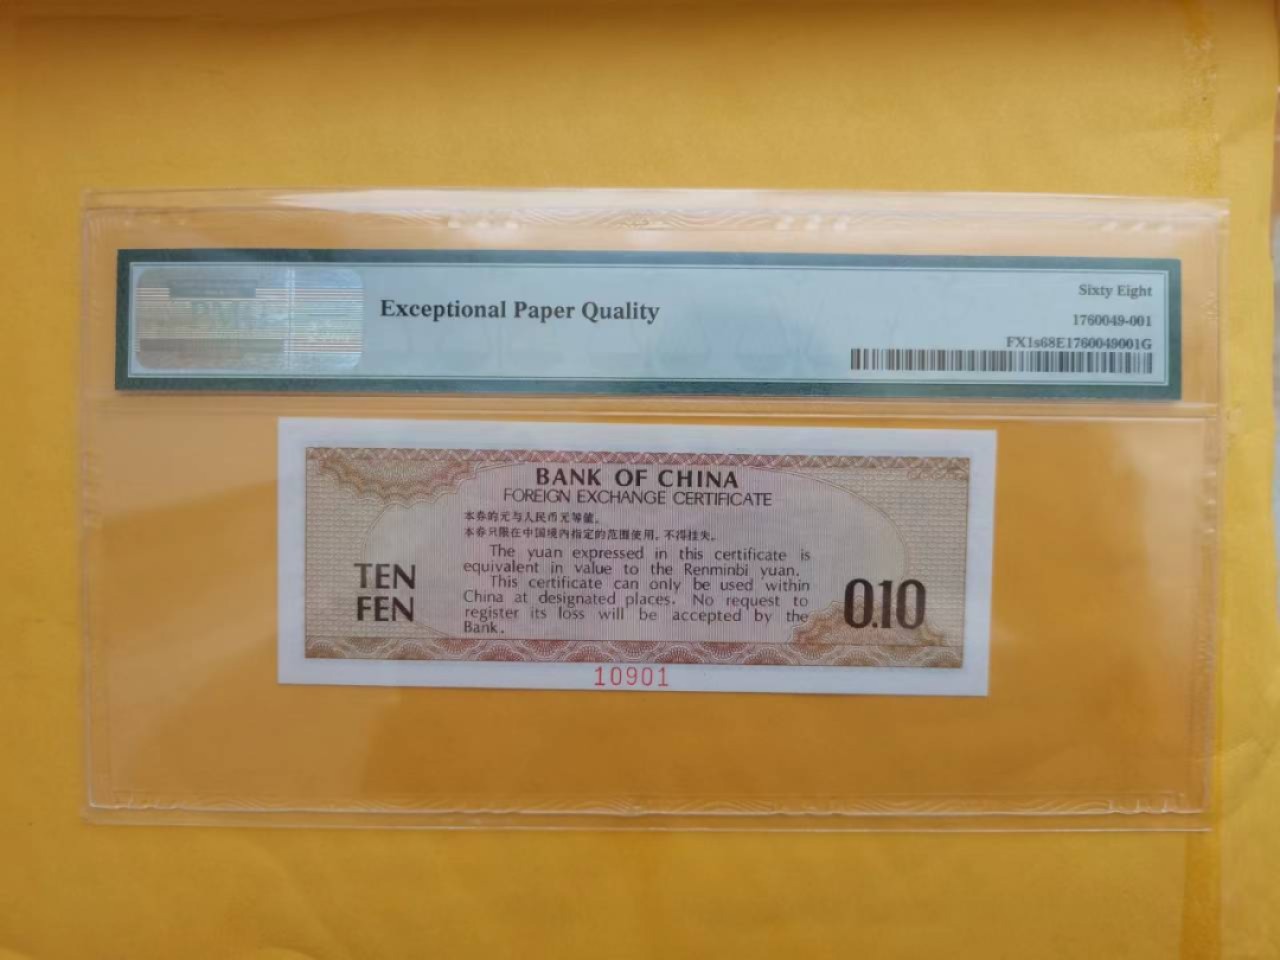 PMG
Exceptional Paper Quality
Sixty Eight
1760049-001
FX1s68E1760049001G
BANK OF CHINA
FOREIGN EXCHANGE CERTIFICATE
本券的元与人民币元等值。
本券只限在中国境内指定的范围使用，不得挂失。
The yuan expressed in this certificate is
equivalent in value to the Renminbi yuan.
This certificate can only be used within
China at designated places. No request to
register its loss will be accepted by the
Bank.
TEN
FEN
0.10
10901